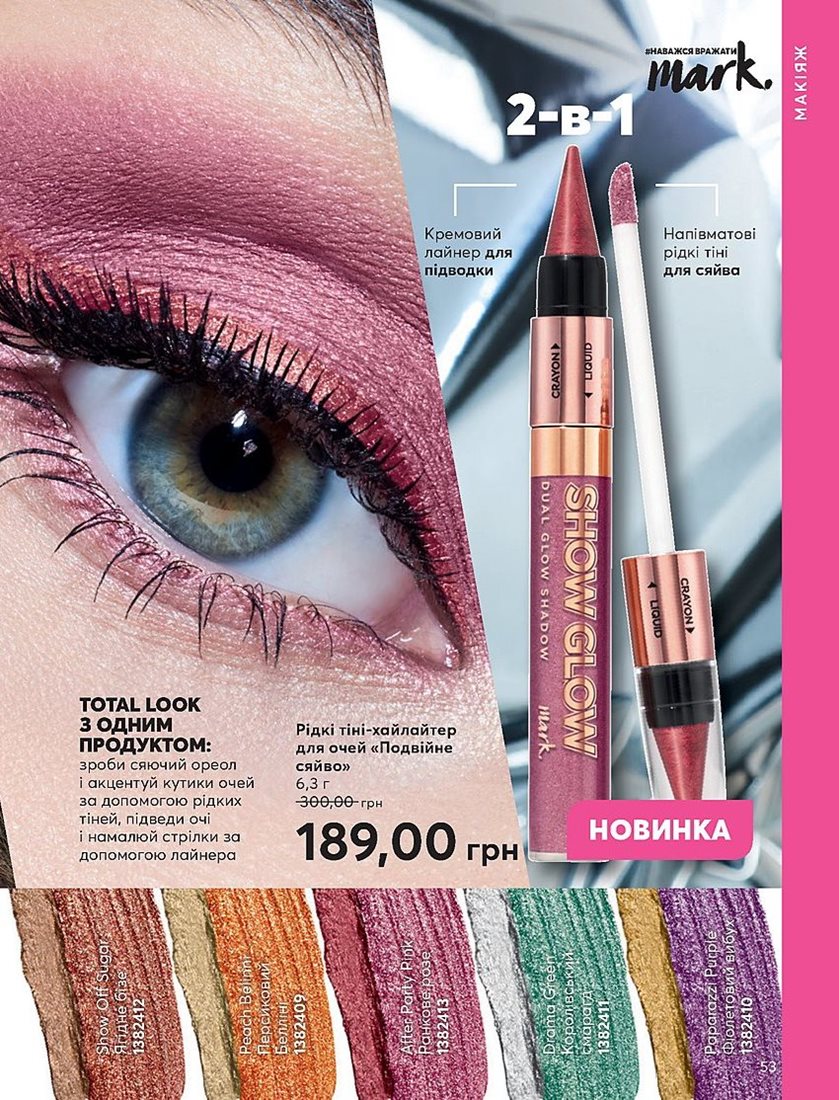 #НАВАЖСЯ ВРАЖАТИ
mark.
МАКІЯЖ
2-в-1
Кремовий
лайнер для
підводки
Напівматові
рідкі тіні
для сяйва
CRAYON
LIQUID
SHOW GLOW
DUAL GLOW SHADOW
mark.
CRAYON
LIQUID
TOTAL LOOK
З ОДНИМ
ПРОДУКТОМ:
зроби сяючий ореол
і акцентуй кутики очей
за допомогою рідких
тіней, підведи очі
і намалюй стрілки за
допомогою лайнера
Рідкі тіні-хайлайтер
для очей «Подвійне
сяйво»
6,3 г
300,00 грн
189,00 грн
НОВИНКА
Show Off Sugar
Ягідне бізе
1382412
Peach Bellini
Персиковий
Белліні
1382409
After Party Pink
Ранкове розе
1382413
Drama Green
Королівський
смарагд
1382411
Paparazzi Purple
Фіолетовий вибух
1382410
53